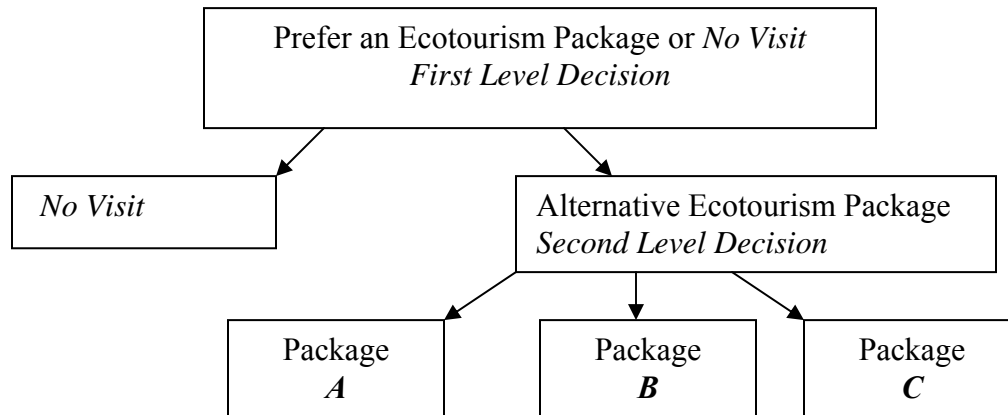 Prefer an Ecotourism Package or No Visit
First Level Decision
No Visit
Alternative Ecotourism Package
Second Level Decision
Package
A
Package
B
Package
C